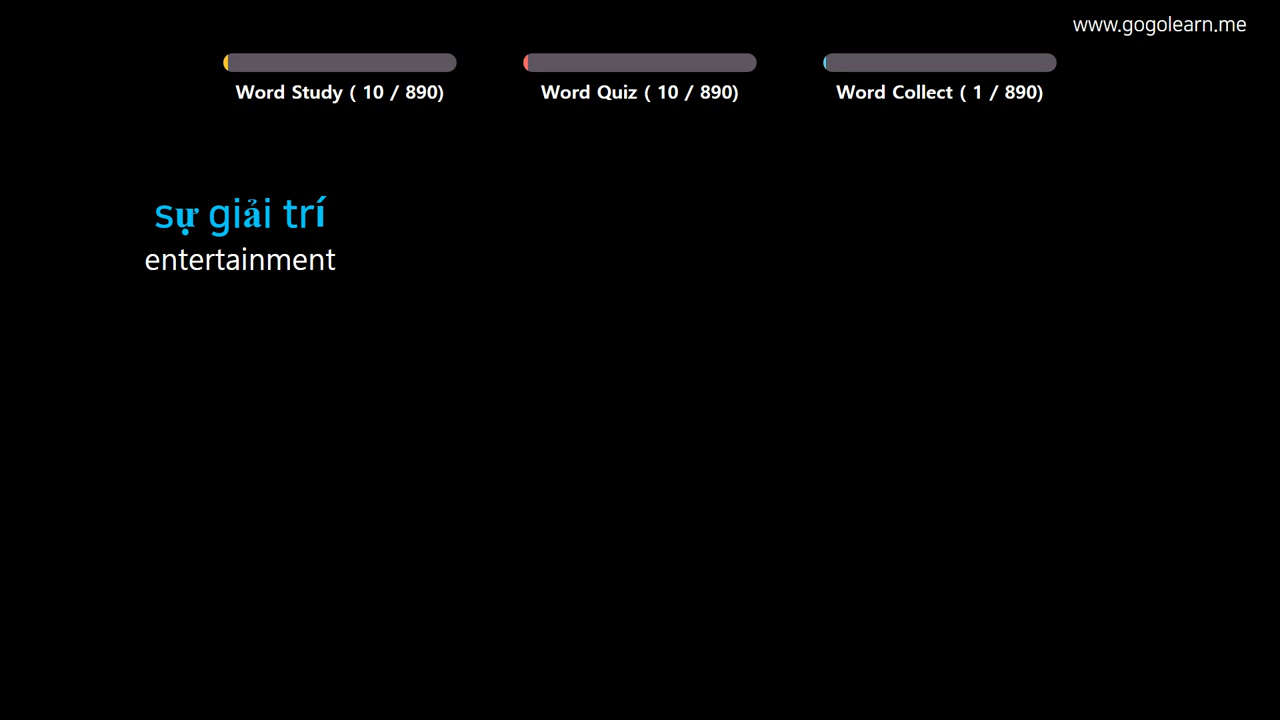 www.gogolearn.me
Word Study ( 10 / 890)
Word Quiz ( 10 / 890)
Word Collect ( 1 / 890)
sự giải trí
entertainment